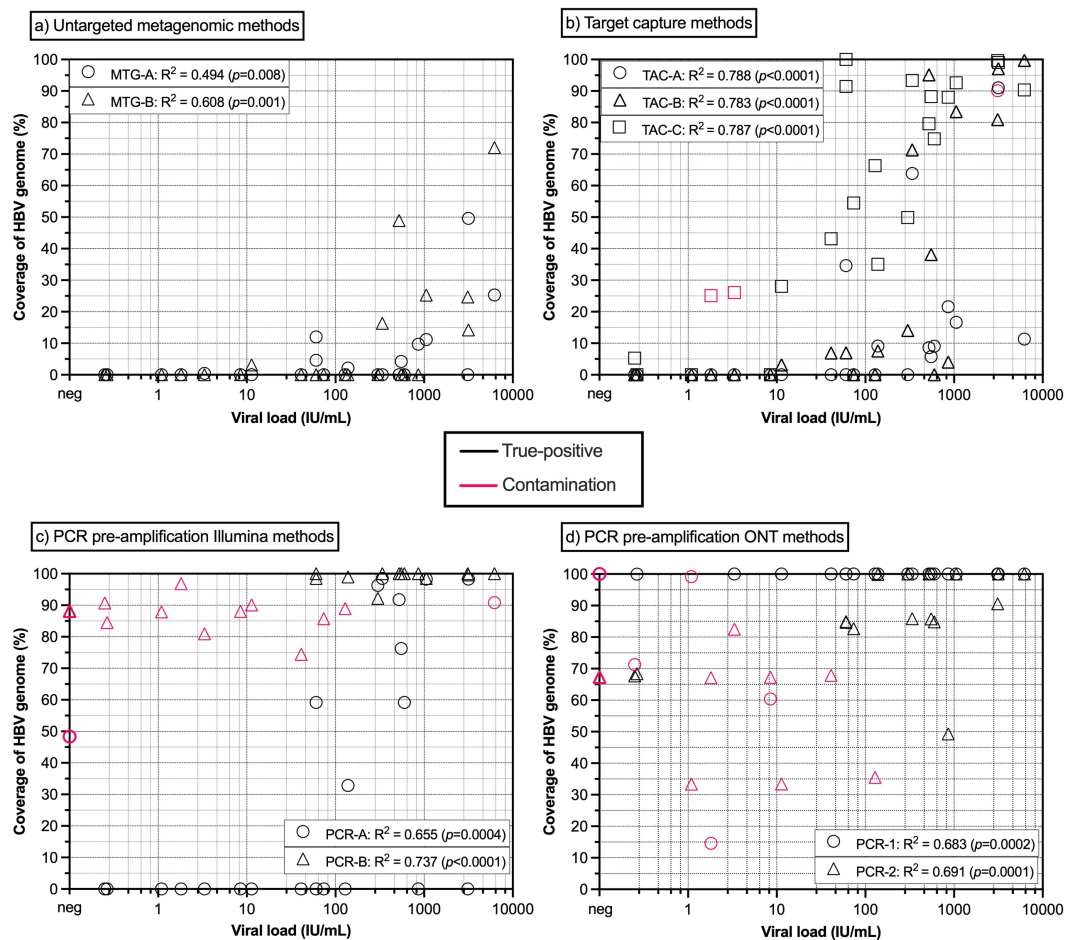 a) Untargeted metagenomic methods
MTG-A: R² = 0.494 (p=0.008)
MTG-B: R² = 0.608 (p=0.001)
Coverage of HBV genome (%)
100
90
80
70
60
50
40
30
20
10
0
neg 1 10 100 1000 10000
Viral load (IU/mL)
b) Target capture methods
TAC-A: R² = 0.788 (p<0.0001)
TAC-B: R² = 0.783 (p<0.0001)
TAC-C: R² = 0.787 (p<0.0001)
Coverage of HBV genome (%)
100
90
80
70
60
50
40
30
20
10
0
neg 1 10 100 1000 10000
Viral load (IU/mL)
True-positive
Contamination
c) PCR pre-amplification Illumina methods
Coverage of HBV genome (%)
100
90
80
70
60
50
40
30
20
10
0
PCR-A: R² = 0.655 (p=0.0004)
PCR-B: R² = 0.737 (p<0.0001)
neg 1 10 100 1000 10000
Viral load (IU/mL)
d) PCR pre-amplification ONT methods
Coverage of HBV genome (%)
100
90
80
70
60
50
40
30
20
10
0
PCR-1: R² = 0.683 (p=0.0002)
PCR-2: R² = 0.691 (p=0.0001)
neg 1 10 100 1000 10000
Viral load (IU/mL)